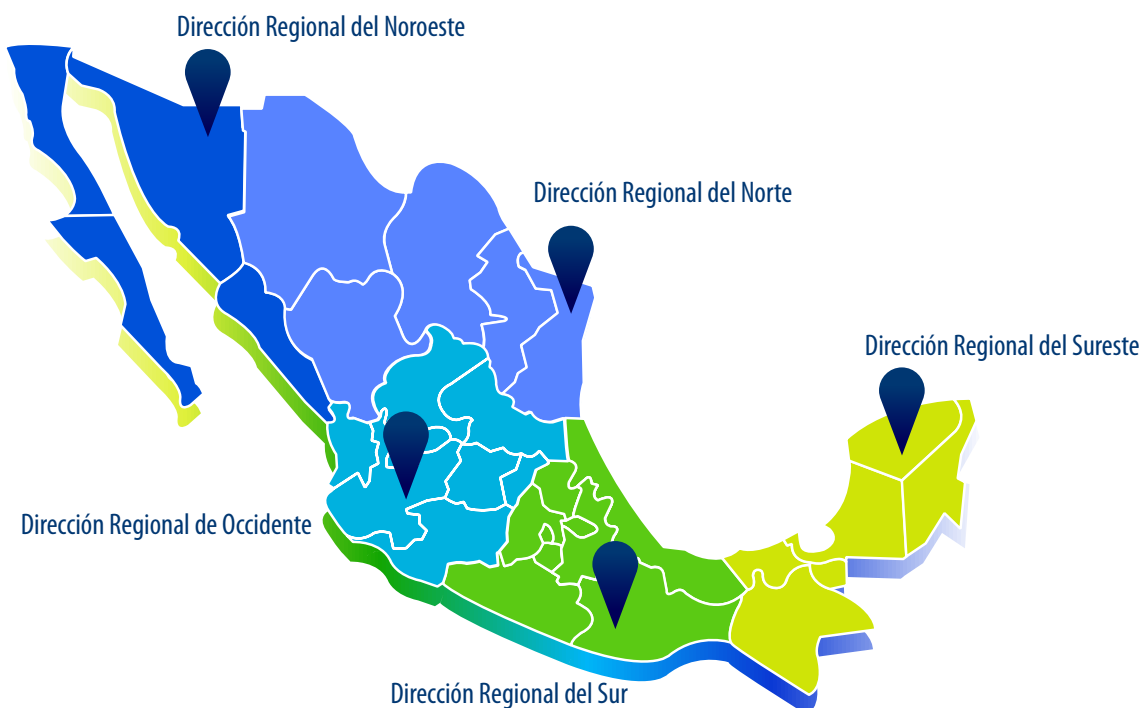 Dirección Regional del Noroeste
Dirección Regional del Norte
Dirección Regional del Sureste
Dirección Regional de Occidente
Dirección Regional del Sur